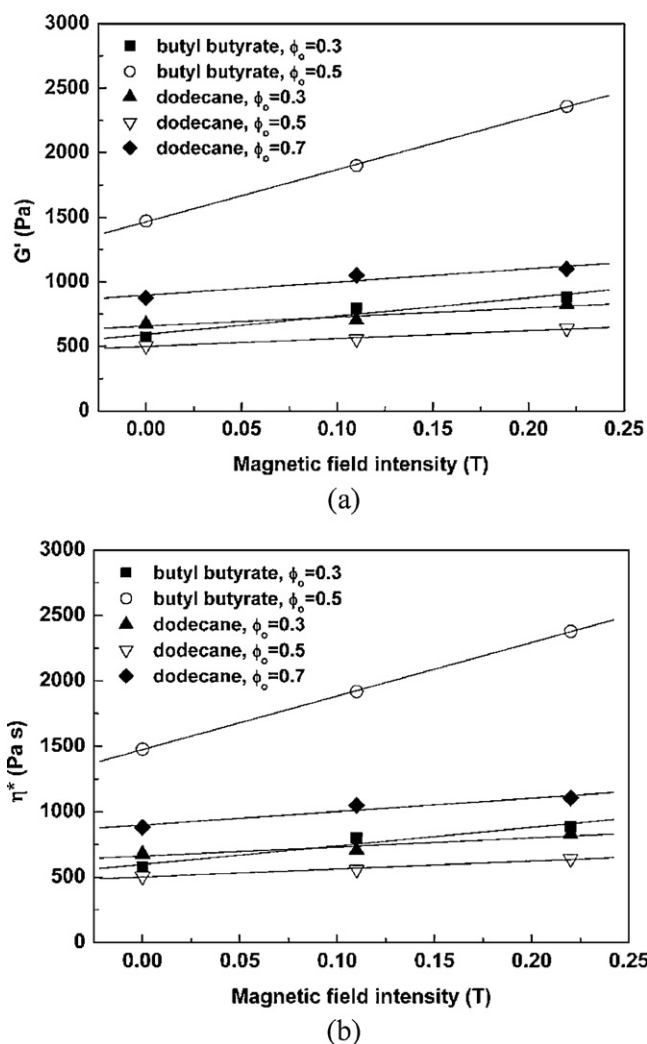 3000
2500
2000
1500
1000
500
0
G' (Pa)
butyl butyrate, ϕo=0.3
butyl butyrate, ϕo=0.5
dodecane, ϕo=0.3
dodecane, ϕo=0.5
dodecane, ϕo=0.7
0.00 0.05 0.10 0.15 0.20 0.25
Magnetic field intensity (T)
(a)
3000
2500
2000
1500
1000
500
0
η* (Pa s)
butyl butyrate, ϕo=0.3
butyl butyrate, ϕo=0.5
dodecane, ϕo=0.3
dodecane, ϕo=0.5
dodecane, ϕo=0.7
0.00 0.05 0.10 0.15 0.20 0.25
Magnetic field intensity (T)
(b)